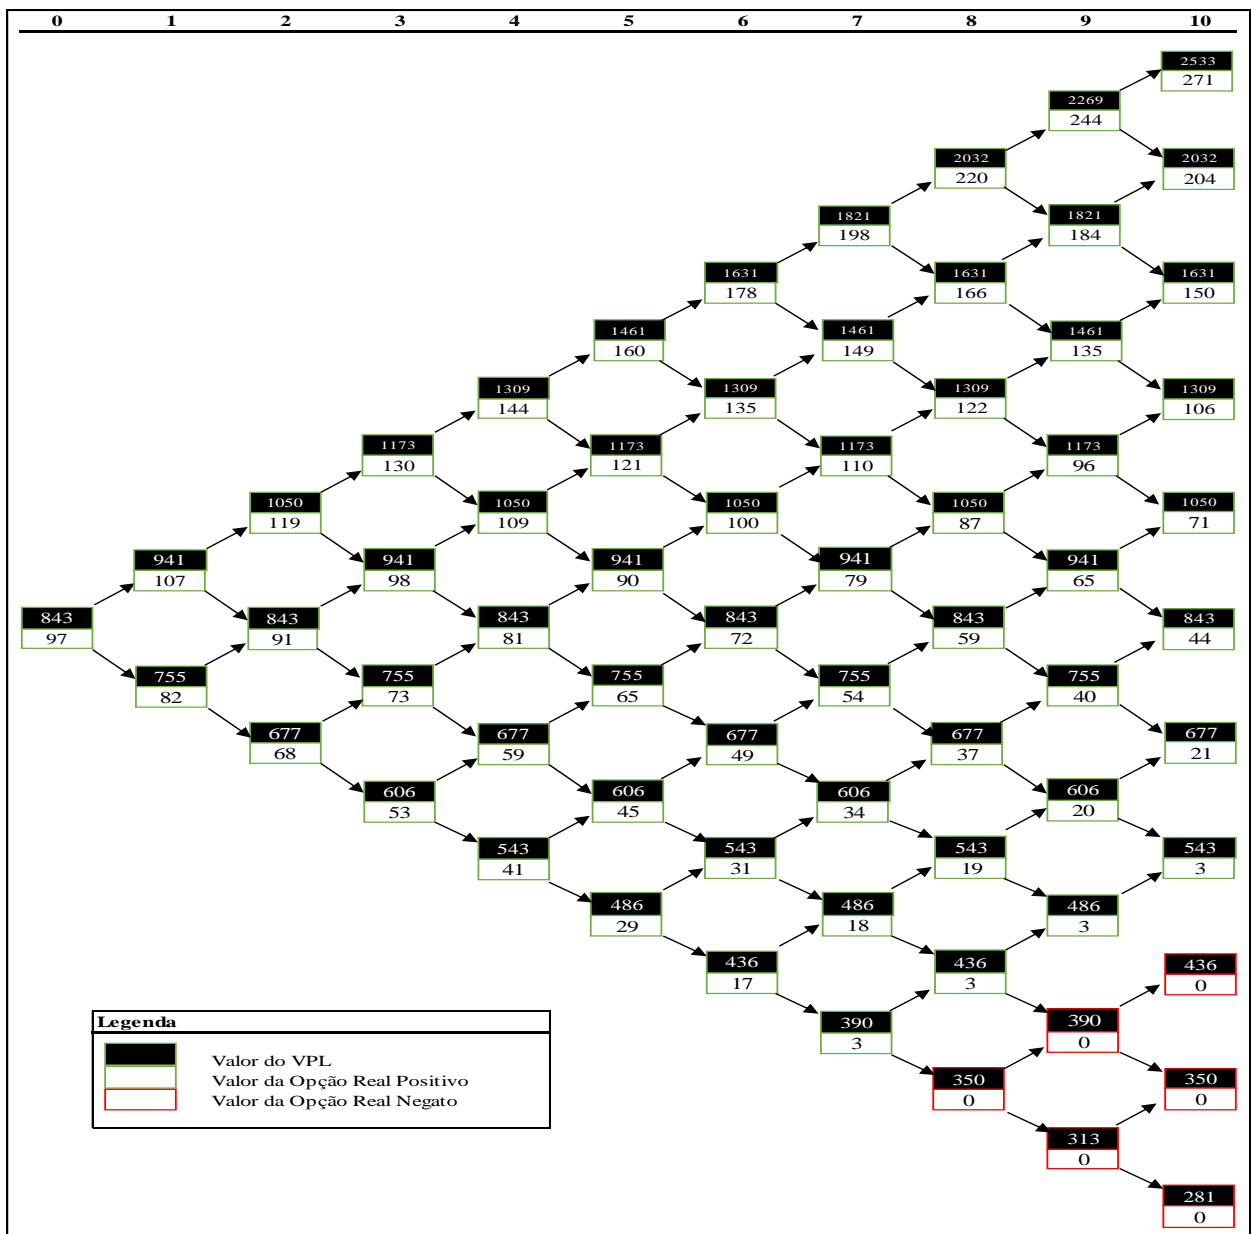 0 1 2 3 4 5 6 7 8 9 10
2533
271
2269
244
2032 2032
220 204
1821 1821
198 184
1631 1631 1631
178 166 150
1461 1461 1461
160 149 135
1309 1309 1309 1309
144 135 122 106
1173 1173 1173 1173
130 121 110 96
1050 1050 1050 1050 1050
119 109 100 87 71
941 941 941 941 941
107 98 90 79 65
843 843 843 843 843 843
97 91 81 72 59 44
755 755 755 755 755
82 73 65 54 40
677 677 677 677 677
68 59 49 37 21
606 606 606 606
53 45 34 20
543 543 543 543
41 31 19 3
486 486 486
29 18 3
436 436 436
17 3 0
390 390
3 0
350 350
0 0
313
0
281
0
Legenda
Valor do VPL
Valor da Opção Real Positivo
Valor da Opção Real Negato